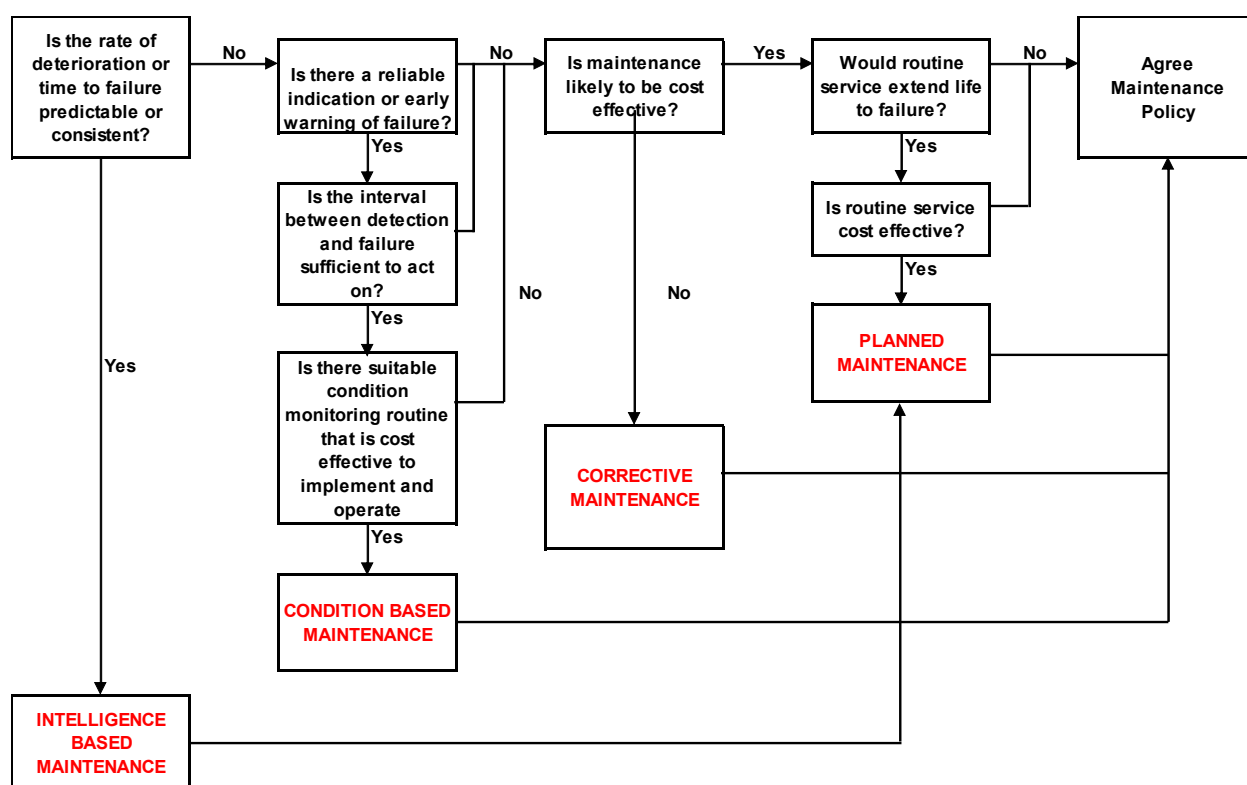 Is the rate of
deterioration or
time to failure
predictable or
consistent?
No
Is there a reliable
indication or early
warning of failure?
No
Is maintenance
likely to be cost
effective?
Yes
Would routine
service extend life
to failure?
No
Agree
Maintenance
Policy
Yes
Is the interval
between detection
and failure
sufficient to act
on?
Yes
Is routine service
cost effective?
Yes
No
No
Yes
Yes
Is there suitable
condition
monitoring routine
that is cost
effective to
implement and
operate
PLANNED
MAINTENANCE
CORRECTIVE
MAINTENANCE
Yes
CONDITION BASED
MAINTENANCE
INTELLIGENCE
BASED
MAINTENANCE